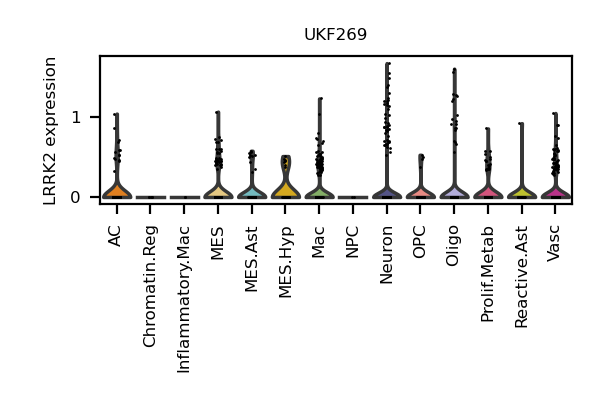 UKF269
LRRK2 expression
1
0
AC
Chromatin.Reg
Inflammatory.Mac
MES
MES.Ast
MES.Hyp
Mac
NPC
Neuron
OPC
Oligo
Prolif.Metab
Reactive.Ast
Vasc